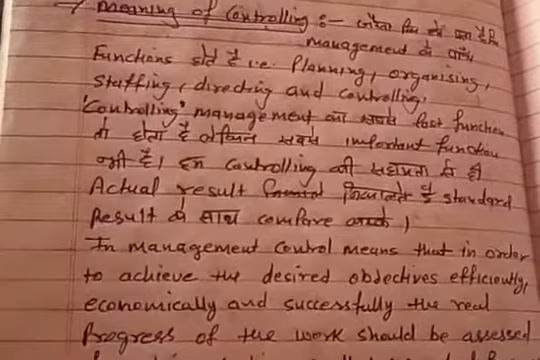 → Meaning of Controlling :- जैसा कि हमें पता है कि
management के पाँच
Functions होते है i.e. Planning, organising,
Staffing, directing and controlling.
'Controlling' management का सबसे last function
तो होता है लेकिन सबसे important function
भी है। हम controlling की सहायता से ही
Actual result निकालते है standard
Result के साथ compare करके।
In management control means that in order
to achieve the desired objectives efficiently,
economically and successfully the real
Progress of the work should be assessed